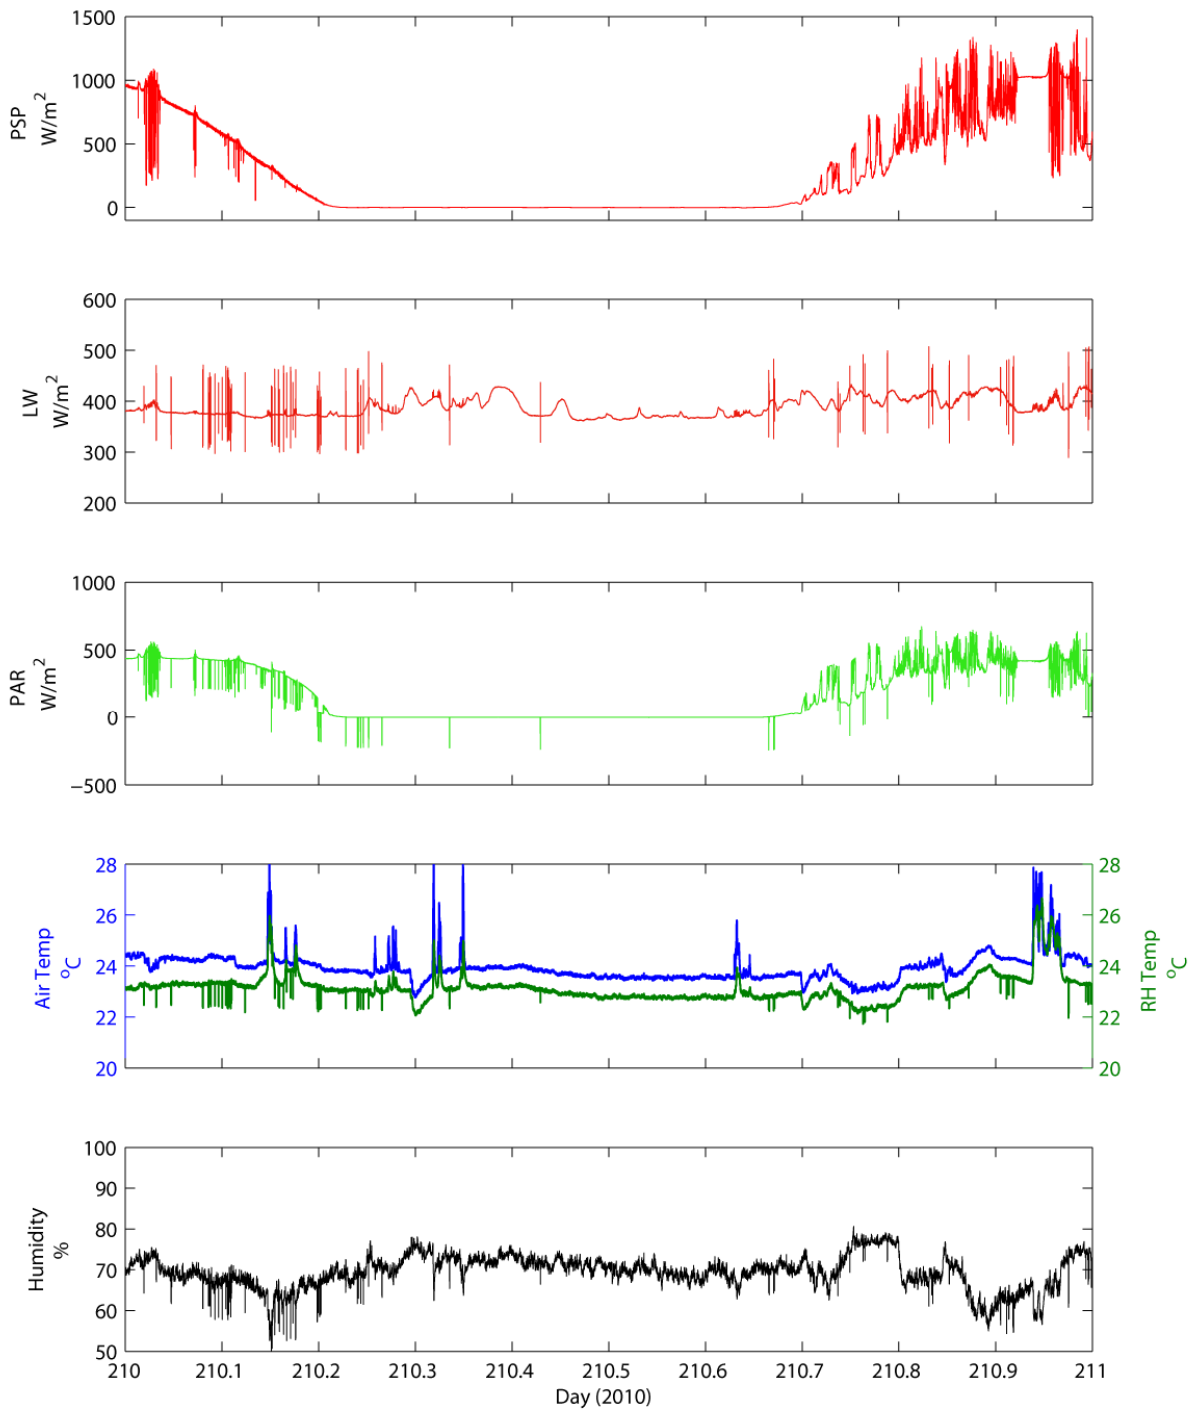 1500
1000
500
0
PSP
W/m2
600
500
400
300
200
LW
W/m2
1000
500
0
−500
PAR
W/m2
28
26
24
22
20
Air Temp
oC
28
26
24
22
20
RH Temp
oC
100
90
80
70
60
50
Humidity
%
210 210.1 210.2 210.3 210.4 210.5 210.6 210.7 210.8 210.9 211
Day (2010)